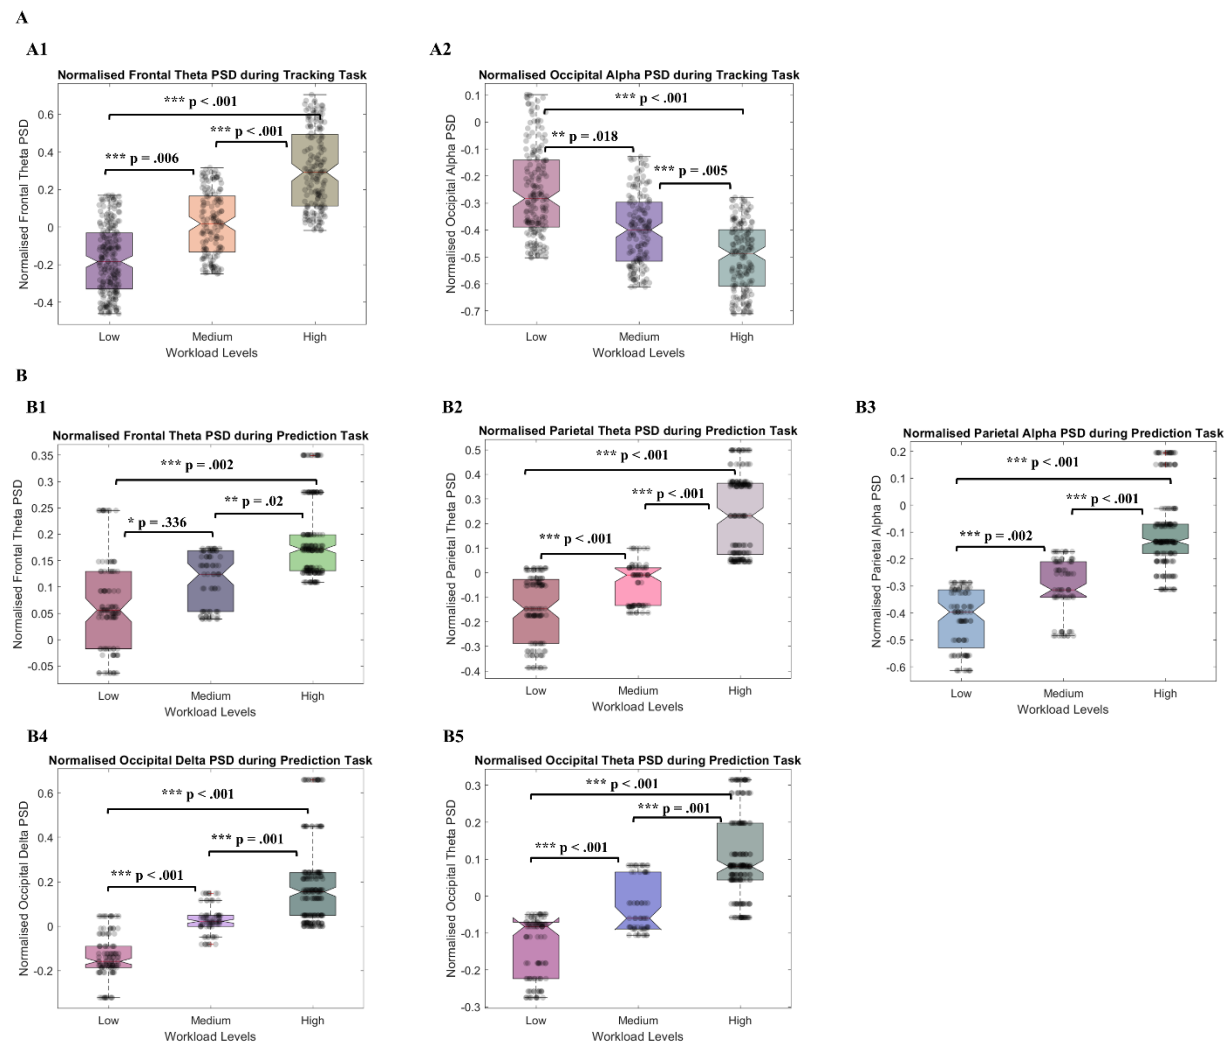 A
A1
Normalised Frontal Theta PSD during Tracking Task
Normalised Frontal Theta PSD
0.6
0.4
0.2
0
-0.2
-0.4
*** p < .001
*** p < .001
*** p = .006
Low Medium High
Workload Levels
A2
Normalised Occipital Alpha PSD during Tracking Task
Normalised Occipital Alpha PSD
0.1
0
-0.1
-0.2
-0.3
-0.4
-0.5
-0.6
-0.7
*** p < .001
** p = .018
*** p = .005
Low Medium High
Workload Levels
B
B1
Normalised Frontal Theta PSD during Prediction Task
Normalised Frontal Theta PSD
0.35
0.3
0.25
0.2
0.15
0.1
0.05
0
-0.05
*** p = .002
** p = .02
* p = .336
Low Medium High
Workload Levels
B2
Normalised Parietal Theta PSD during Prediction Task
Normalised Parietal Theta PSD
0.5
0.4
0.3
0.2
0.1
0
-0.1
-0.2
-0.3
-0.4
*** p < .001
*** p < .001
*** p < .001
Low Medium High
Workload Levels
B3
Normalised Parietal Alpha PSD during Prediction Task
Normalised Parietal Alpha PSD
0.2
0.1
0
-0.1
-0.2
-0.3
-0.4
-0.5
-0.6
*** p < .001
*** p < .001
*** p = .002
Low Medium High
Workload Levels
B4
Normalised Occipital Delta PSD during Prediction Task
Normalised Occipital Delta PSD
0.6
0.4
0.2
0
-0.2
*** p < .001
*** p = .001
*** p < .001
Low Medium High
Workload Levels
B5
Normalised Occipital Theta PSD during Prediction Task
Normalised Occipital Theta PSD
0.3
0.2
0.1
0
-0.1
-0.2
-0.3
*** p < .001
*** p = .001
*** p < .001
Low Medium High
Workload Levels